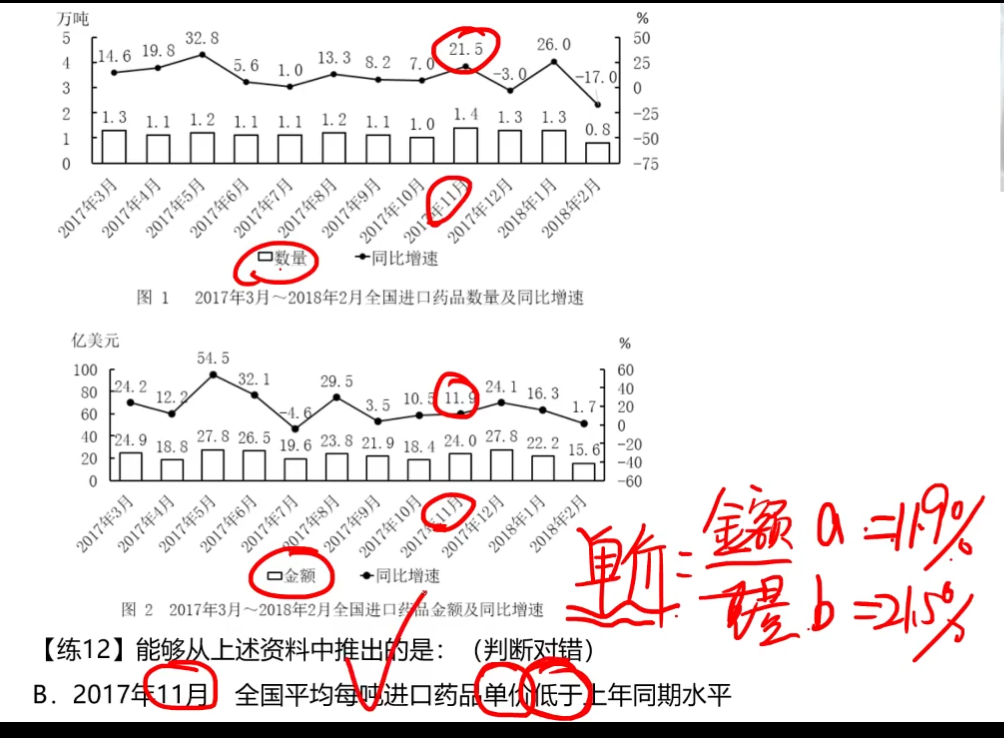 万吨 %
5 50
4 25
3 0
2 -25
1 -50
0 -75
14.6 19.8 32.8 5.6 1.0 13.3 8.2 7.0 21.5 -3.0 26.0 -17.0
1.3 1.1 1.2 1.1 1.1 1.2 1.1 1.0 1.4 1.3 1.3 0.8
2017年3月 2017年4月 2017年5月 2017年6月 2017年7月 2017年8月 2017年9月 2017年10月 2017年11月 2017年12月 2018年1月 2018年2月
数量 同比增速
图 1 2017年3月～2018年2月全国进口药品数量及同比增速
亿美元 %
100 60
80 40
60 20
40 0
20 -20
0 -40
-60
24.2 12.2 54.5 32.1 -4.6 29.5 3.5 10.5 11.9 24.1 16.3 1.7
24.9 18.8 27.8 26.5 19.6 23.8 21.9 18.4 24.0 27.8 22.2 15.6
2017年3月 2017年4月 2017年5月 2017年6月 2017年7月 2017年8月 2017年9月 2017年10月 2017年11月 2017年12月 2018年1月 2018年2月
金额 同比增速
图 2 2017年3月～2018年2月全国进口药品金额及同比增速
单价= 金额 a=11.9%
数量 b=21.5%
【练12】能够从上述资料中推出的是：（判断对错）
B．2017年11月 全国平均每吨进口药品单价低于上年同期水平